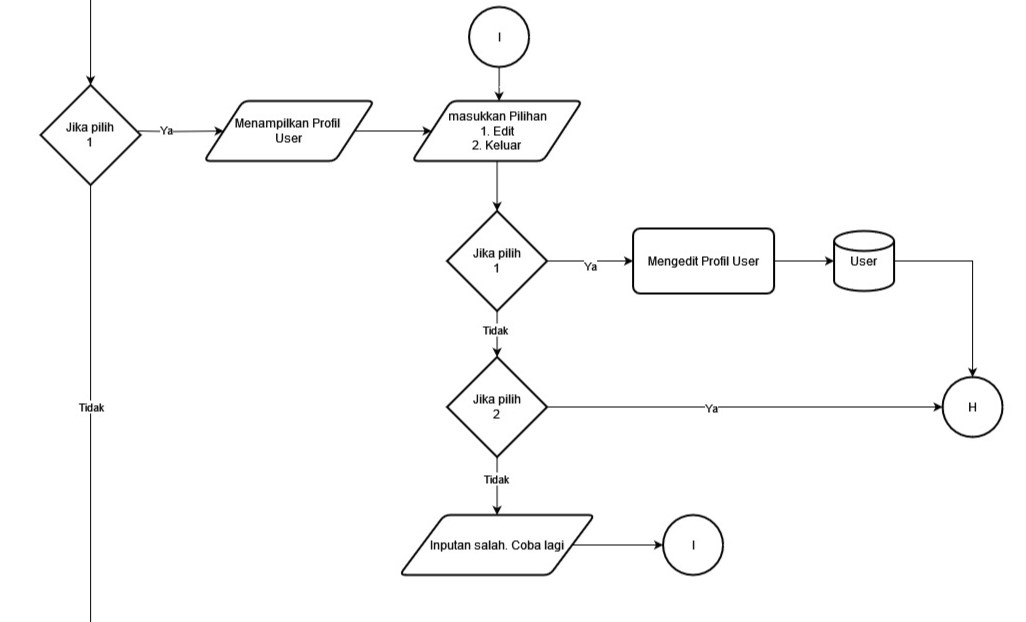 I
Jika pilih
1
Ya
Menampilkan Profil
User
masukkan Pilihan
1. Edit
2. Keluar
Jika pilih
1
Ya
Mengedit Profil User
User
Tidak
Jika pilih
2
Ya
H
Tidak
Tidak
Inputan salah. Coba lagi
I